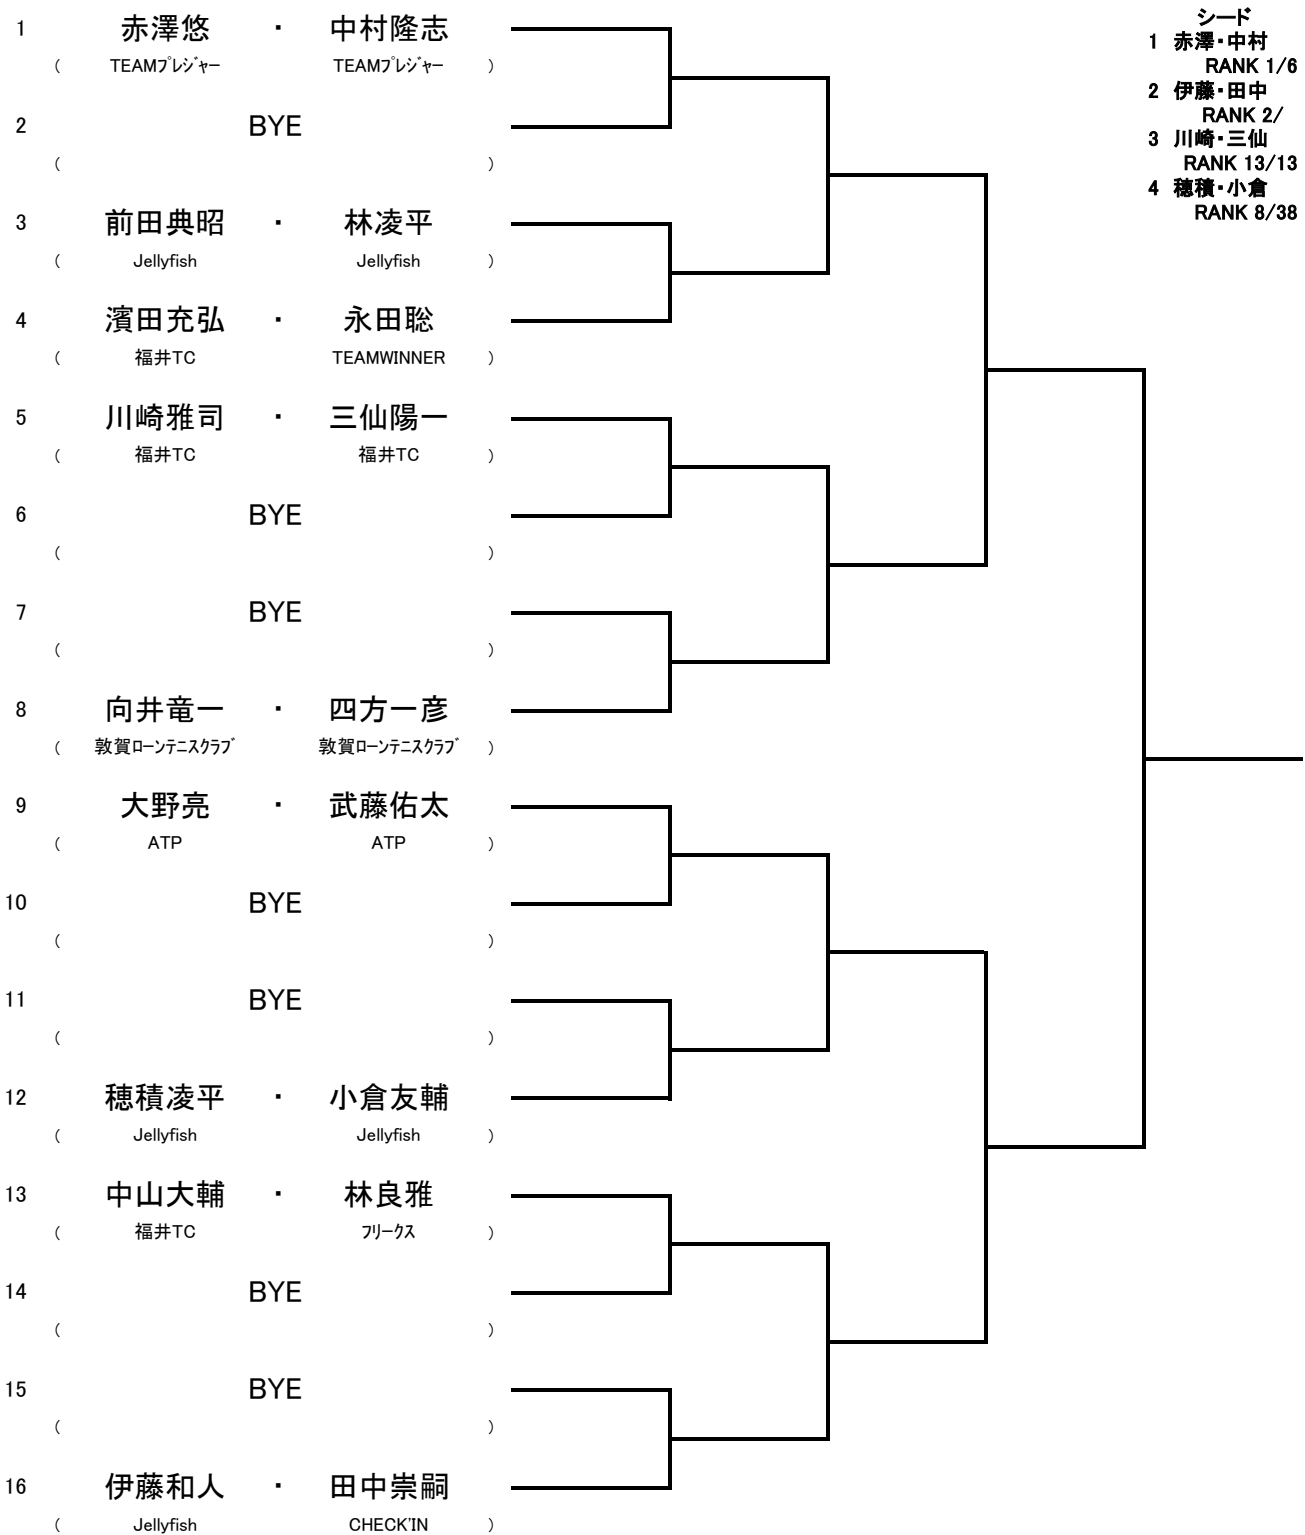 1 赤澤悠 ・ 中村隆志
( TEAMﾌﾟﾚｼﾞｬｰ TEAMﾌﾟﾚｼﾞｬｰ )
2 BYE
( )
3 前田典昭 ・ 林凌平
( Jellyfish Jellyfish )
4 濱田充弘 ・ 永田聡
( 福井TC TEAMWINNER )
5 川崎雅司 ・ 三仙陽一
( 福井TC 福井TC )
6 BYE
( )
7 BYE
( )
8 向井竜一 ・ 四方一彦
( 敦賀ﾛｰﾝﾃﾆｽｸﾗﾌﾞ 敦賀ﾛｰﾝﾃﾆｽｸﾗﾌﾞ )
9 大野亮 ・ 武藤佑太
( ATP ATP )
10 BYE
( )
11 BYE
( )
12 穂積凌平 ・ 小倉友輔
( Jellyfish Jellyfish )
13 中山大輔 ・ 林良雅
( 福井TC ﾌﾘｰｸｽ )
14 BYE
( )
15 BYE
( )
16 伊藤和人 ・ 田中崇嗣
( Jellyfish CHECK'IN )
シード
1 赤澤・中村
RANK 1/6
2 伊藤・田中
RANK 2/
3 川崎・三仙
RANK 13/13
4 穂積・小倉
RANK 8/38